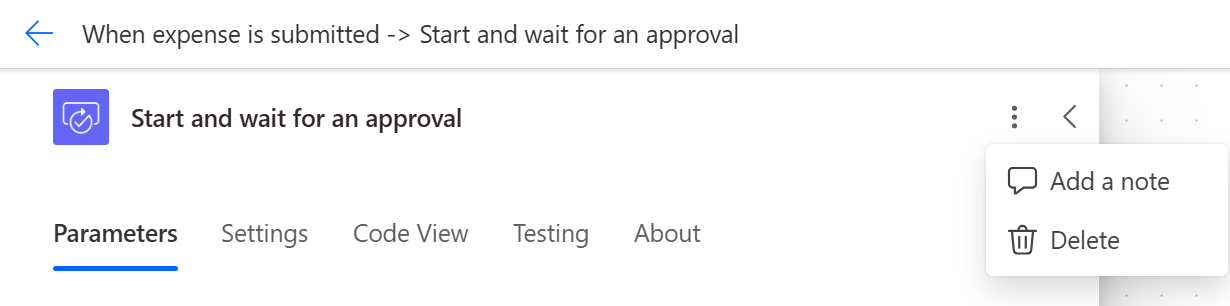 When expense is submitted -> Start and wait for an approval
Start and wait for an approval
Add a note
Parameters Settings Code View Testing About
Delete